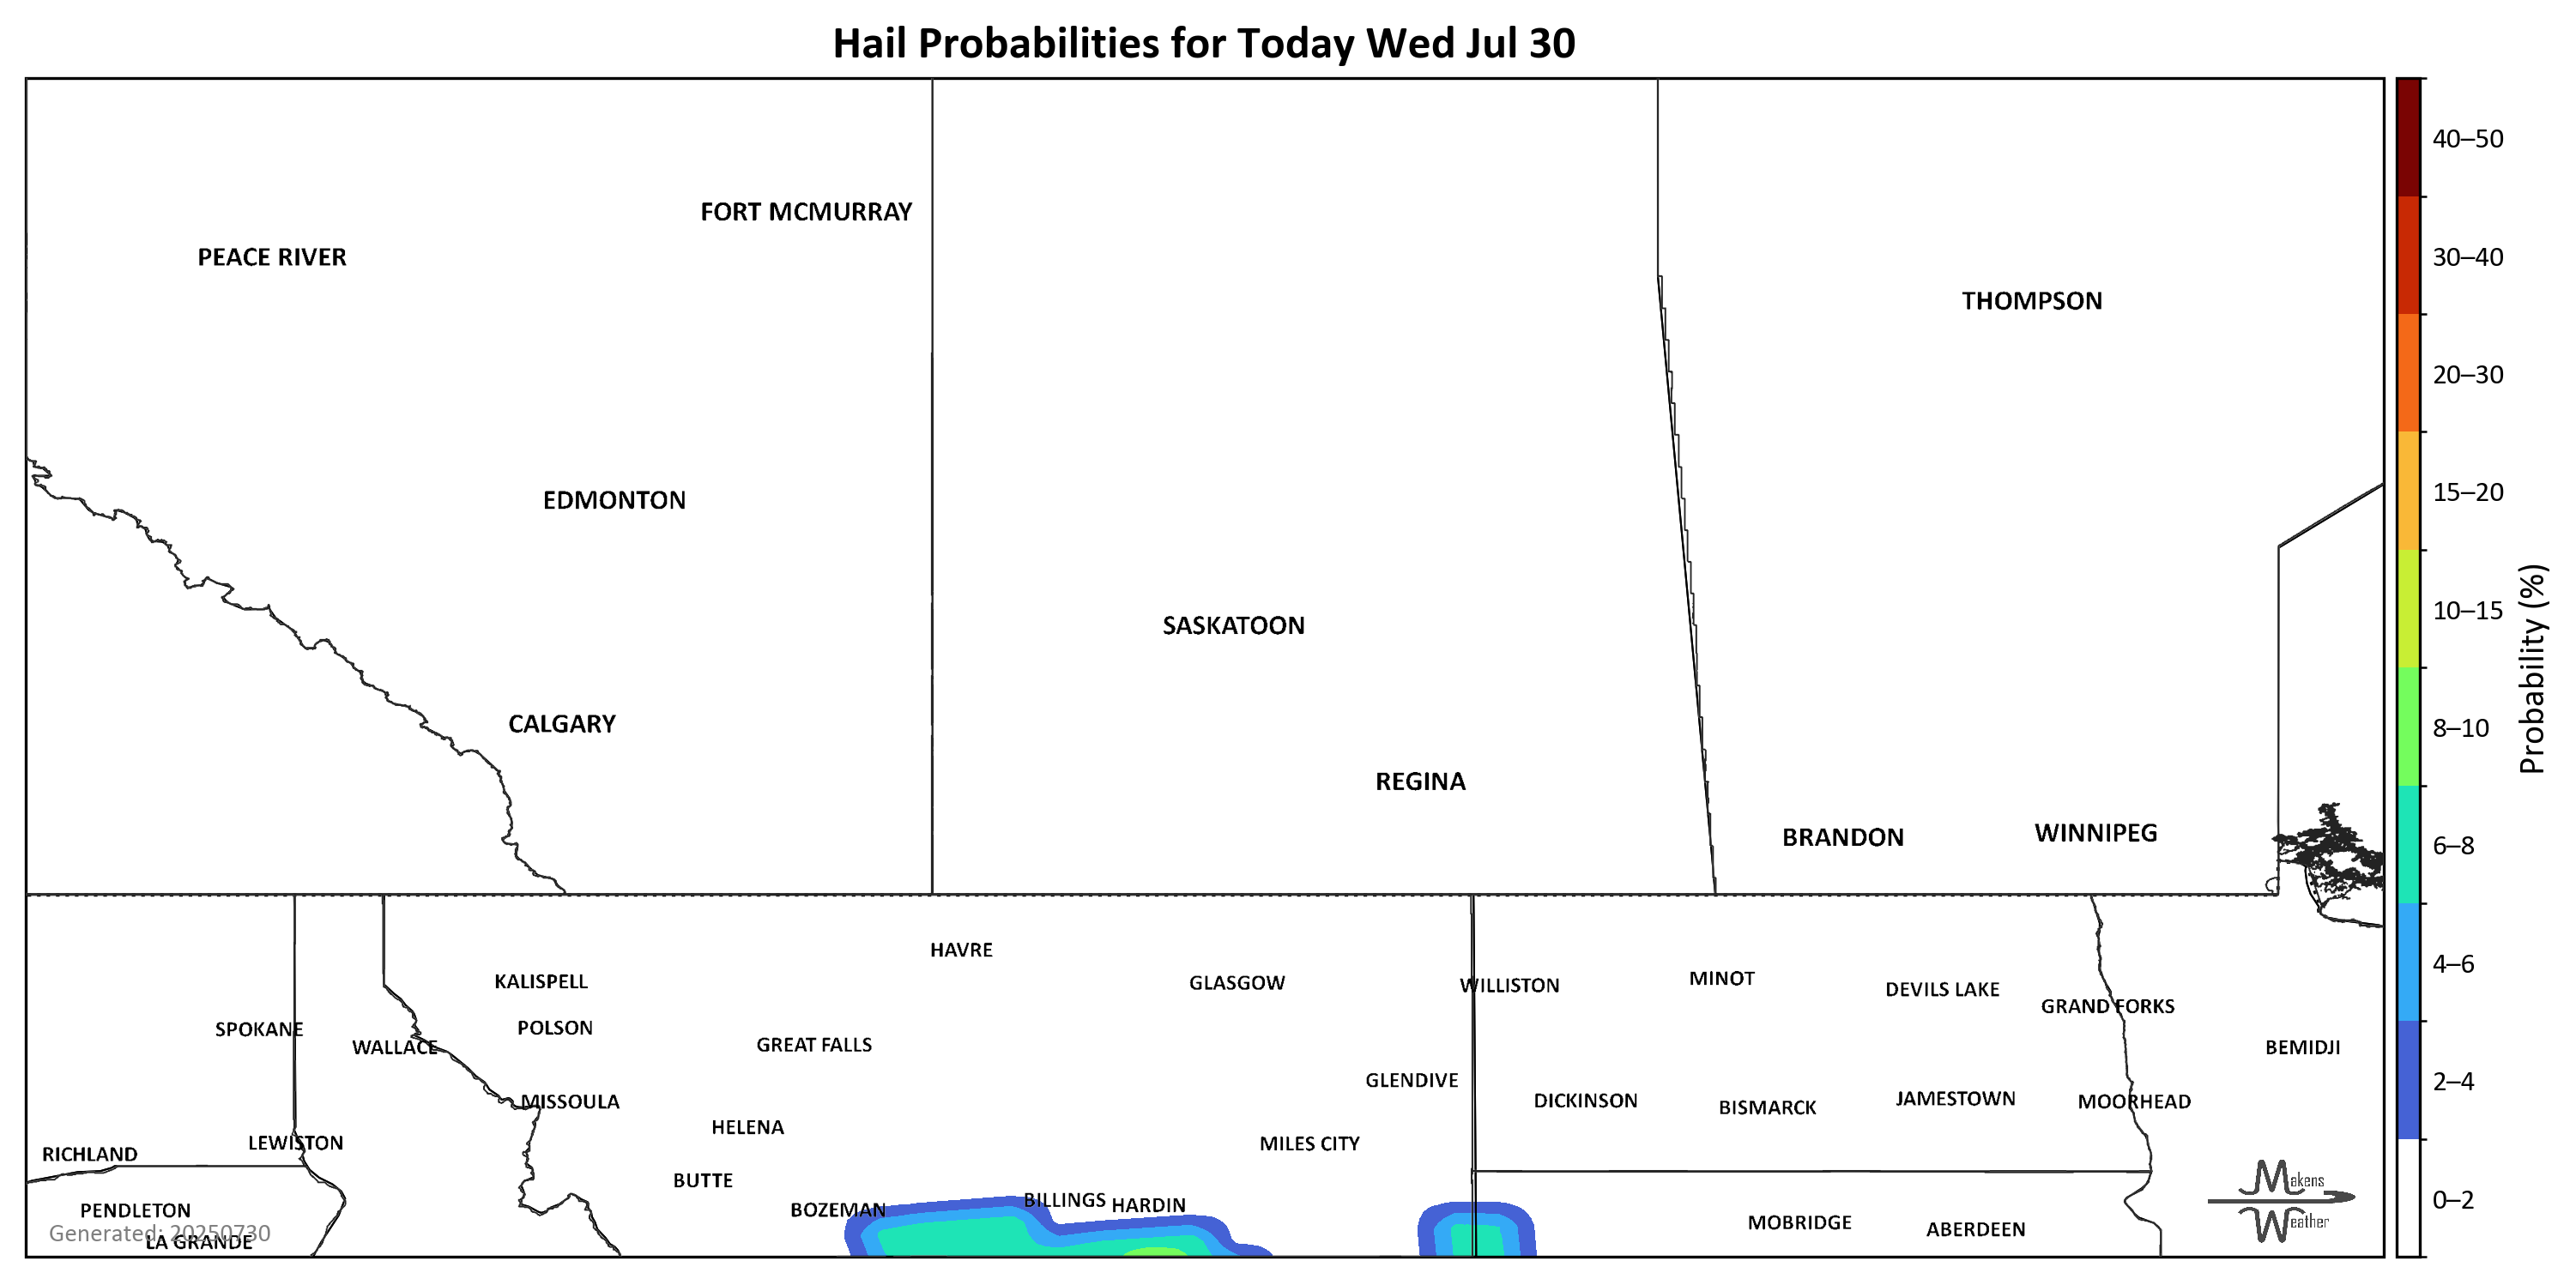 Hail Probabilities for Today Wed Jul 30
FORT MCMURRAY
PEACE RIVER
THOMPSON
EDMONTON
SASKATOON
CALGARY
REGINA
BRANDON
WINNIPEG
HAVRE
KALISPELL
GLASGOW
WILLISTON
MINOT
DEVILS LAKE
GRAND FORKS
SPOKANE
POLSON
WALLACE
GREAT FALLS
BEMIDJI
GLENDIVE
MISSOULA
DICKINSON
BISMARCK
JAMESTOWN
MOORHEAD
HELENA
LEWISTON
MILES CITY
RICHLAND
BUTTE
BILLINGS
HARDIN
PENDLETON
BOZEMAN
MOBRIDGE
ABERDEEN
Generated: 20250730
LA GRANDE
Makens
Weather
40–50
30–40
20–30
15–20
10–15
8–10
6–8
4–6
2–4
0–2
Probability (%)